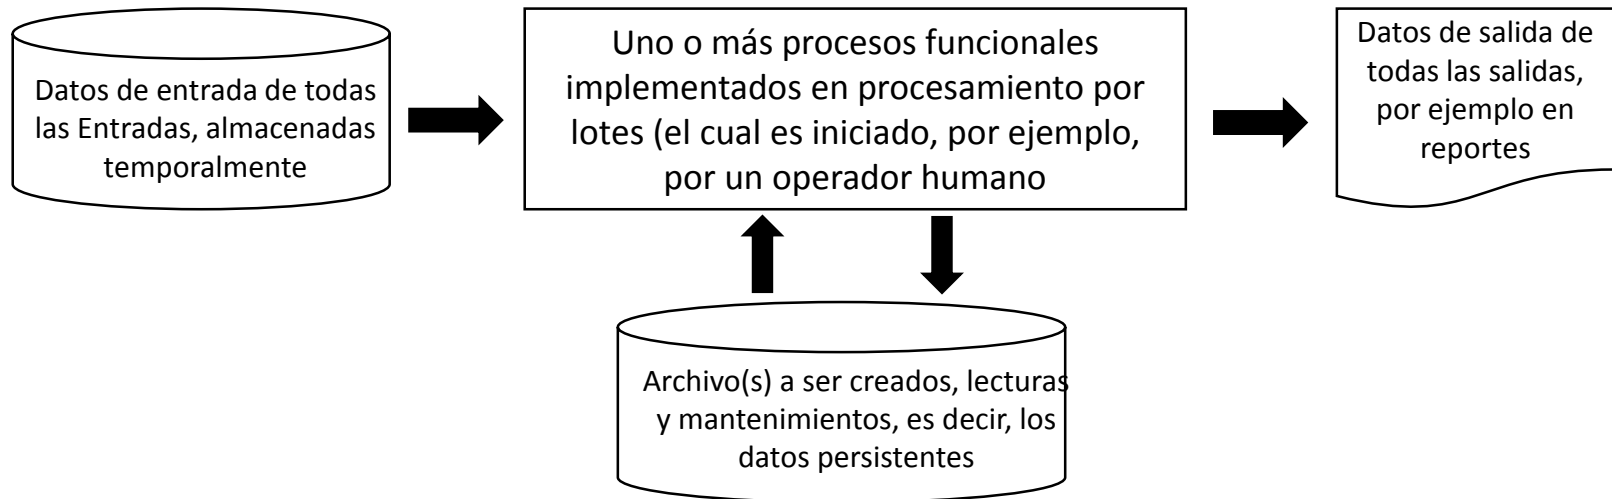 Datos de entrada de todas
las Entradas, almacenadas
temporalmente
Uno o más procesos funcionales
implementados en procesamiento por
lotes (el cual es iniciado, por ejemplo,
por un operador humano
Datos de salida de
todas las salidas,
por ejemplo en
reportes
Archivo(s) a ser creados, lecturas
y mantenimientos, es decir, los
datos persistentes